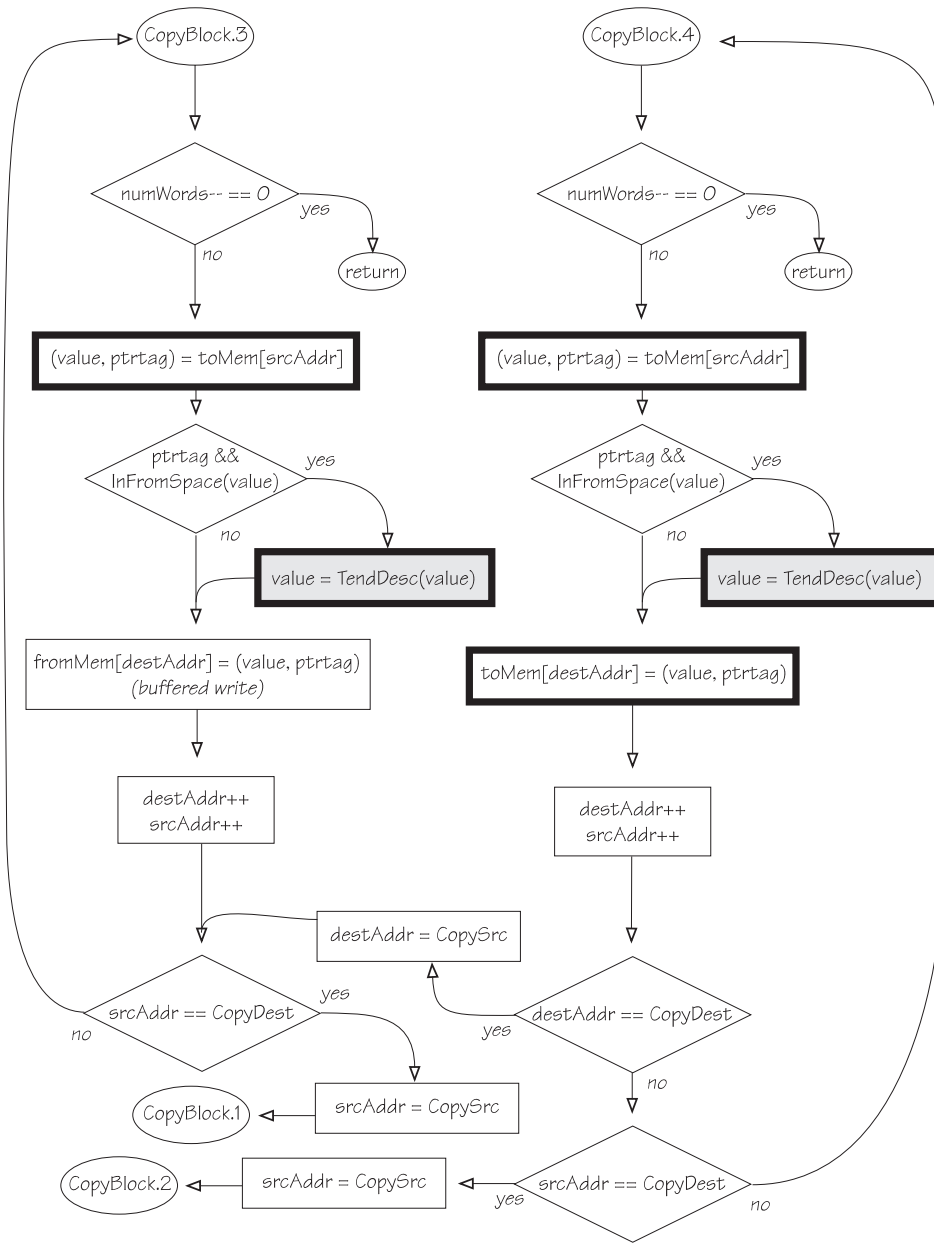 CopyBlock.3
numWords-- == 0
yes
no
return
(value, ptrtag) = toMem[srcAddr]
ptrtag &&
InFromSpace(value)
yes
no
value = TendDesc(value)
fromMem[destAddr] = (value, ptrtag)
(buffered write)
destAddr++
srcAddr++
srcAddr == CopyDest
yes
no
srcAddr = CopySrc
CopyBlock.1
CopyBlock.4
numWords-- == 0
yes
no
return
(value, ptrtag) = toMem[srcAddr]
ptrtag &&
InFromSpace(value)
yes
no
value = TendDesc(value)
toMem[destAddr] = (value, ptrtag)
destAddr++
srcAddr++
destAddr == CopyDest
yes
destAddr = CopySrc
no
srcAddr == CopyDest
no
yes
srcAddr = CopySrc
CopyBlock.2